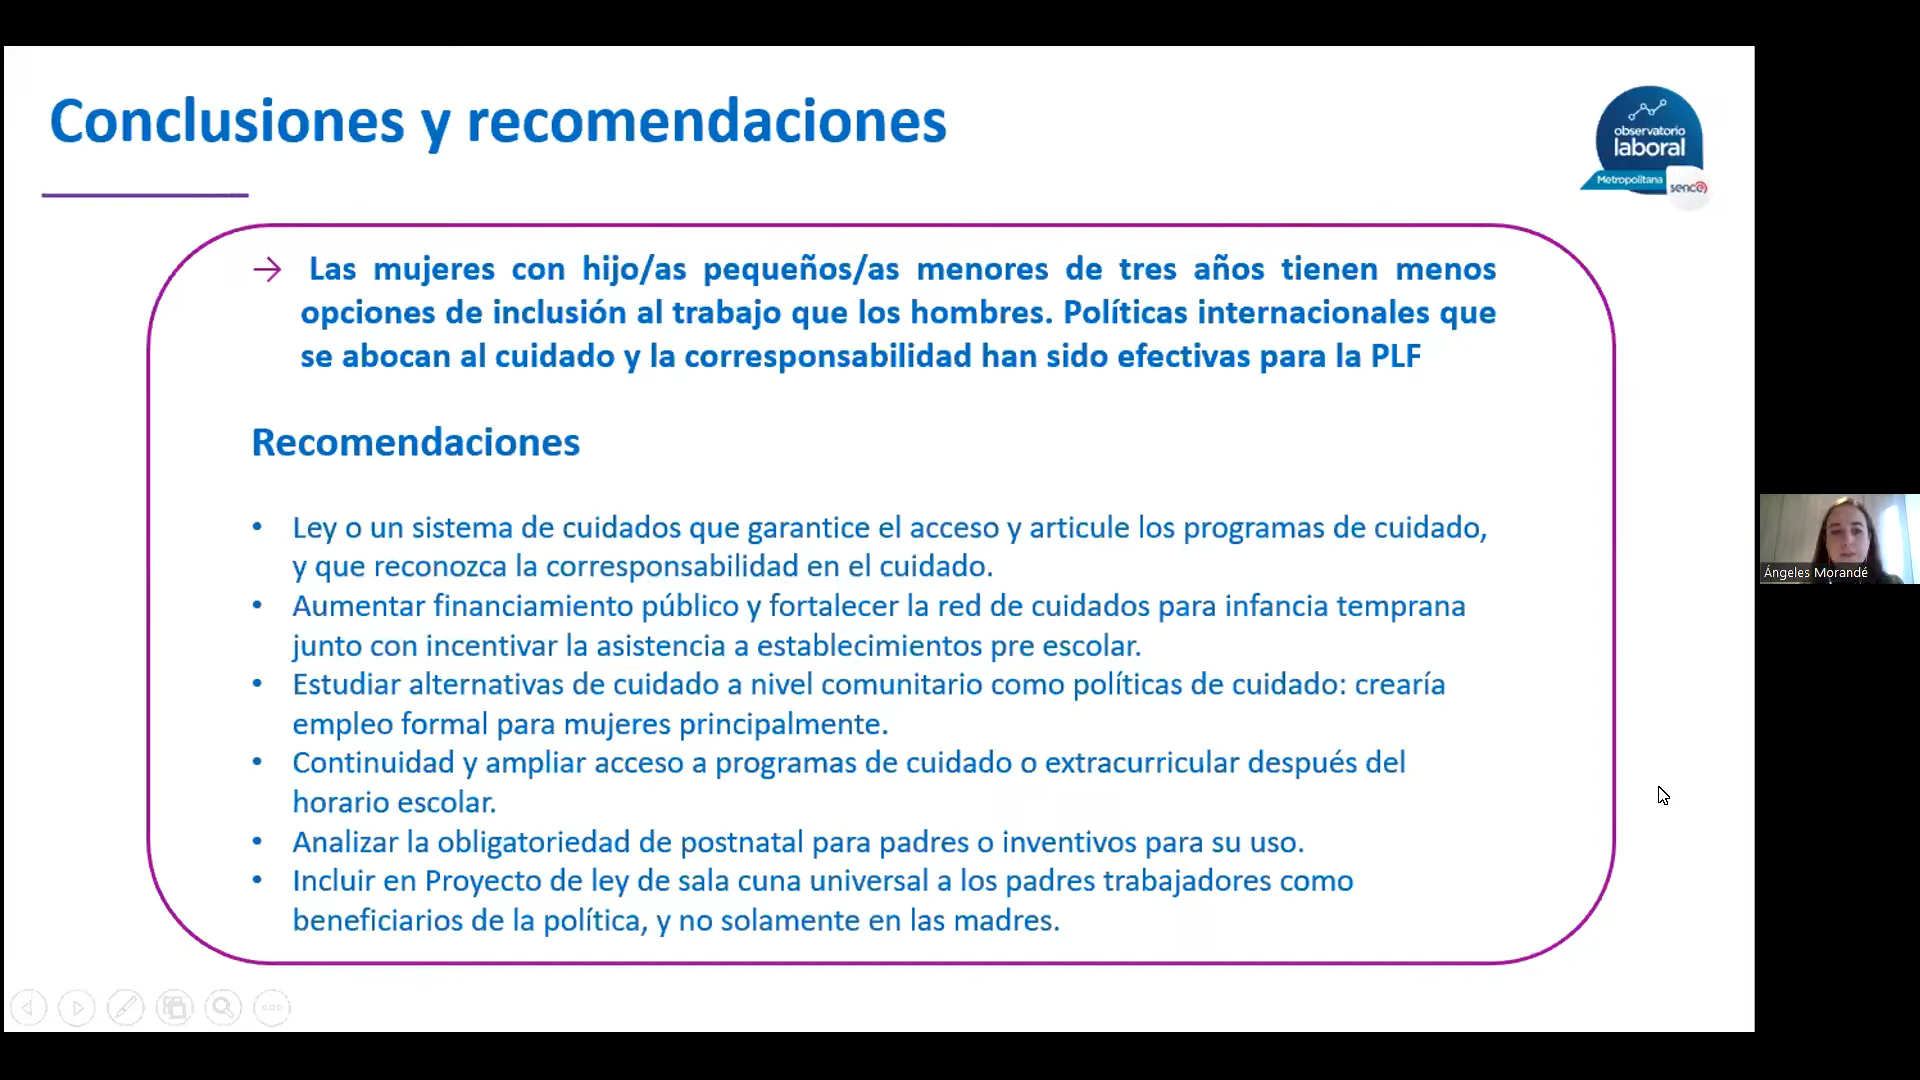 Conclusiones y recomendaciones
observatorio
laboral
Metropolitana
sence
→ Las mujeres con hijo/as pequeños/as menores de tres años tienen menos
opciones de inclusión al trabajo que los hombres. Políticas internacionales que
se abocan al cuidado y la corresponsabilidad han sido efectivas para la PLF
Recomendaciones
• Ley o un sistema de cuidados que garantice el acceso y articule los programas de cuidado,
y que reconozca la corresponsabilidad en el cuidado.
• Aumentar financiamiento público y fortalecer la red de cuidados para infancia temprana
junto con incentivar la asistencia a establecimientos pre escolar.
• Estudiar alternativas de cuidado a nivel comunitario como políticas de cuidado: crearía
empleo formal para mujeres principalmente.
• Continuidad y ampliar acceso a programas de cuidado o extracurricular después del
horario escolar.
• Analizar la obligatoriedad de postnatal para padres o inventivos para su uso.
• Incluir en Proyecto de ley de sala cuna universal a los padres trabajadores como
beneficiarios de la política, y no solamente en las madres.
Ángeles Morandé